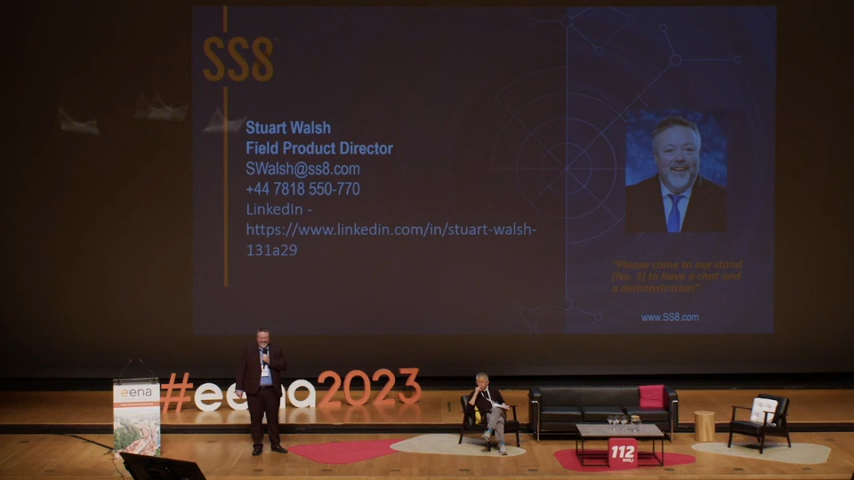 SS8
Stuart Walsh
Field Product Director
SWalsh@ss8.com
+44 7818 550-770
LinkedIn -
https://www.linkedin.com/in/stuart-walsh-
131a29
"Please come to our stand
(No. 3) to have a chat and
a demonstration"
www.SS8.com
eena
#eena2023
112